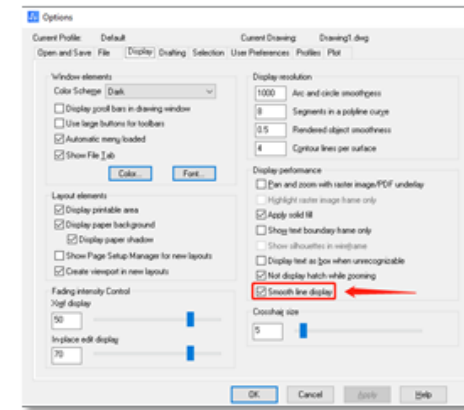 Options
Current Profile: Default Current Drawing: Drawing1.dwg
Open and Save File Display Drafting Selection User Preferences Profiles Plot
Window elements
Color Scheme Dark
Display scroll bars in drawing window
Use large buttons for toolbars
Automatic menu loaded
Show File Tab
Color... Font...
Layout elements
Display printable area
Display paper background
Display paper shadow
Show Page Setup Manager for new layouts
Create viewport in new layouts
Fading intensity Control
Xref display
50
In-place edit display
70
Display resolution
1000 Arc and circle smoothness
8 Segments in a polyline curve
0.5 Rendered object smoothness
4 Contour lines per surface
Display performance
Pan and zoom with raster image/PDF underlay
Highlight raster image frame only
Apply solid fill
Show text boundary frame only
Show silhouettes in wireframe
Display text as box when unrecognizable
Not display hatch while zooming
Smooth line display
Crosshair size
5
OK Cancel Apply Help